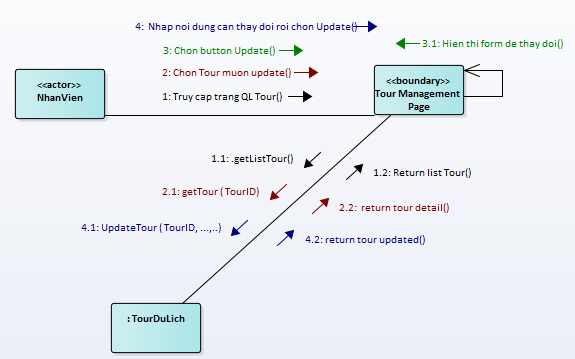 4: Nhap noi dung can thay doi roi chon Update()
3.1: Hien thi form de thay doi()
3: Chon button Update()
2: Chon Tour muon update()
1: Truy cap trang QL Tour()
<<actor>>
NhanVien
<<boundary>>
Tour Management
Page
1.1: .getListTour()
1.2: Return list Tour()
2.1: getTour (TourID)
2.2: return tour detail()
4.1: UpdateTour (TourID, ...,..)
4.2: return tour updated()
: TourDuLich